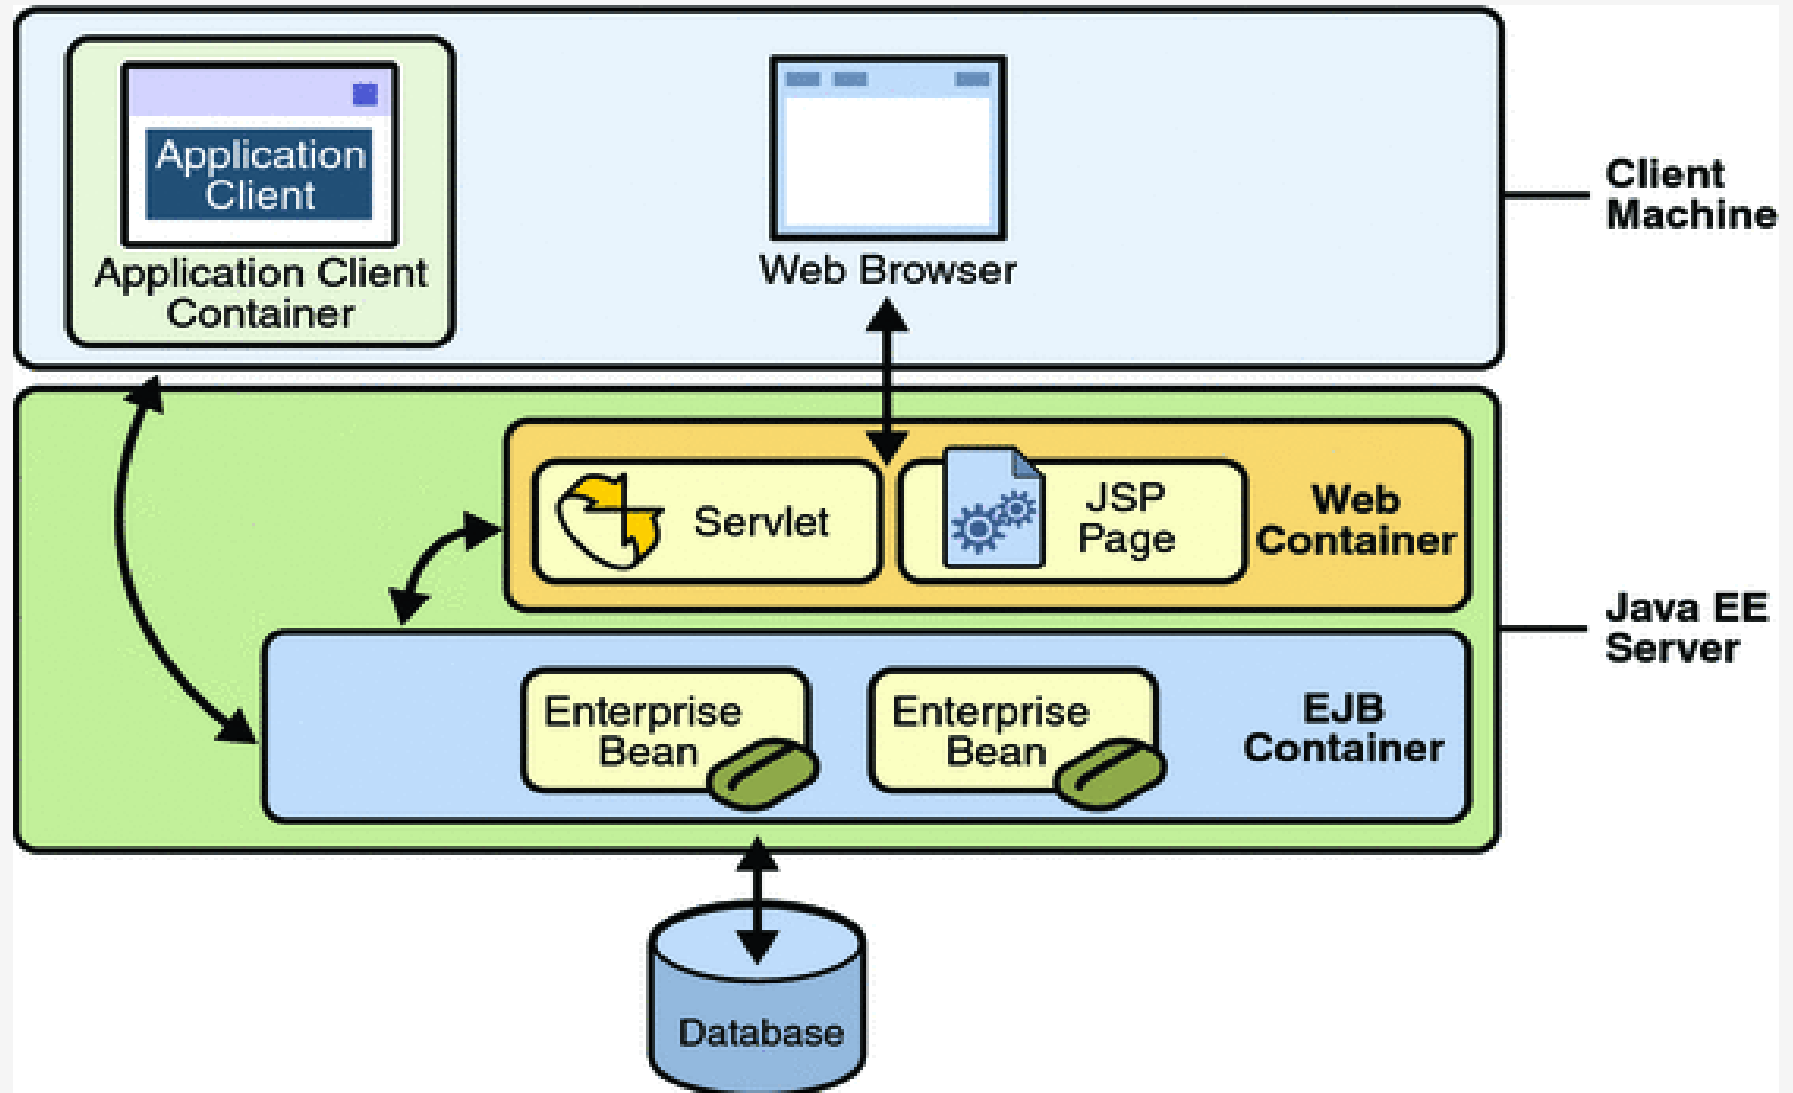 Application
Client
Application Client
Container
Web Browser
Client
Machine
Servlet
JSP
Page
Web
Container
Java EE
Server
Enterprise
Bean
Enterprise
Bean
EJB
Container
Database